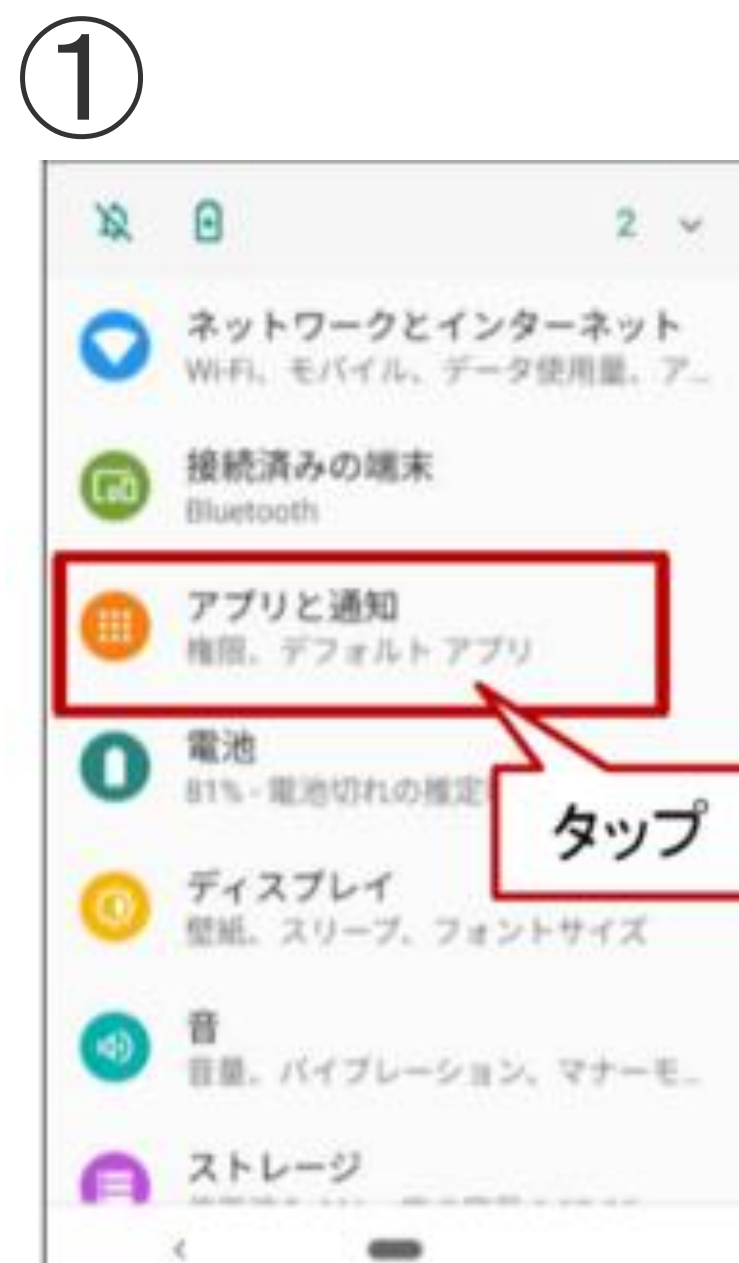 ①
2
ネットワークとインターネット
Wi-Fi、モバイル、データ使用量、ア...
接続済みの端末
Bluetooth
アプリと通知
権限、デフォルト アプリ
電池
81% - 電池切れの推定
タップ
ディスプレイ
壁紙、スリープ、フォントサイズ
音
音量、バイブレーション、マナーモ...
ストレージ